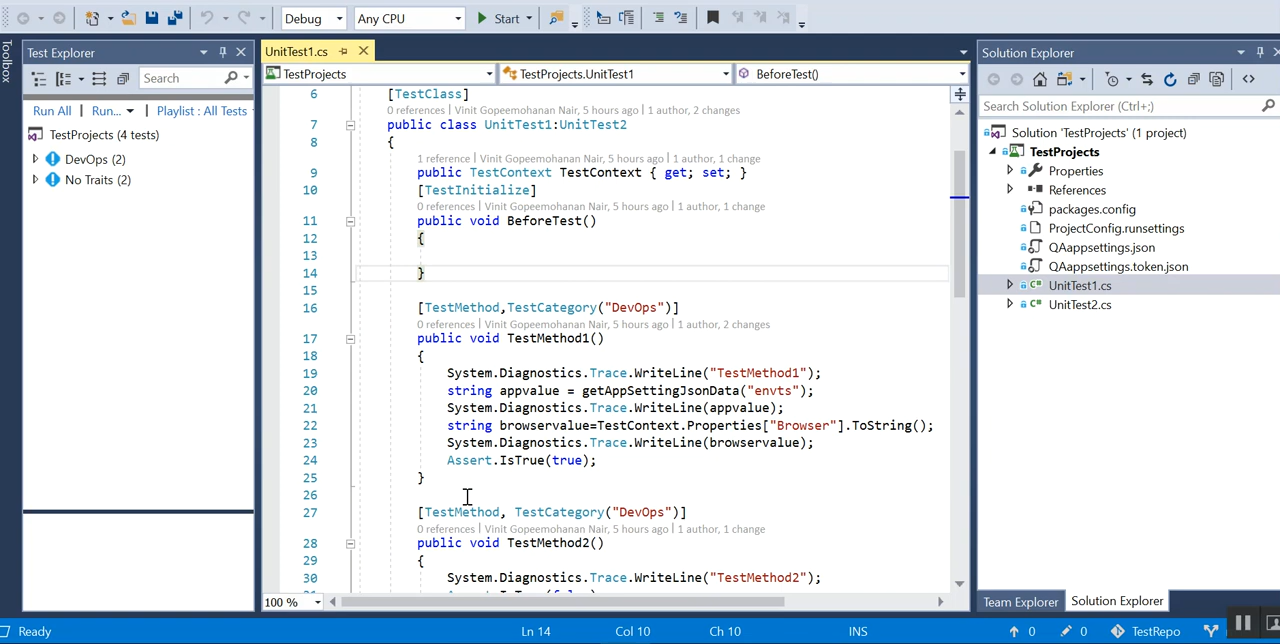 Debug Any CPU Start
Toolbox
Test Explorer
Search
Run All Run... Playlist : All Tests
TestProjects (4 tests)
DevOps (2)
No Traits (2)
UnitTest1.cs
TestProjects TestProjects.UnitTest1 BeforeTest()
6 [TestClass]
0 references | Vinit Gopeemohanan Nair, 5 hours ago | 1 author, 2 changes
7 public class UnitTest1:UnitTest2
8 {
1 reference | Vinit Gopeemohanan Nair, 5 hours ago | 1 author, 1 change
9 public TestContext TestContext { get; set; }
10 [TestInitialize]
0 references | Vinit Gopeemohanan Nair, 5 hours ago | 1 author, 1 change
11 public void BeforeTest()
12 {
13
14 }
15
16 [TestMethod,TestCategory("DevOps")]
0 references | Vinit Gopeemohanan Nair, 5 hours ago | 1 author, 2 changes
17 public void TestMethod1()
18 {
19 System.Diagnostics.Trace.WriteLine("TestMethod1");
20 string appvalue = getAppSettingJsonData("envts");
21 System.Diagnostics.Trace.WriteLine(appvalue);
22 string browservalue=TestContext.Properties["Browser"].ToString();
23 System.Diagnostics.Trace.WriteLine(browservalue);
24 Assert.IsTrue(true);
25 }
26
27 [TestMethod, TestCategory("DevOps")]
0 references | Vinit Gopeemohanan Nair, 5 hours ago | 1 author, 1 change
28 public void TestMethod2()
29 {
30 System.Diagnostics.Trace.WriteLine("TestMethod2");
100 %
Solution Explorer
Search Solution Explorer (Ctrl+;)
Solution 'TestProjects' (1 project)
TestProjects
Properties
References
packages.config
ProjectConfig.runsettings
QAappsettings.json
QAappsettings.token.json
UnitTest1.cs
UnitTest2.cs
Team Explorer Solution Explorer
Ready Ln 14 Col 10 Ch 10 INS 0 0 TestRepo